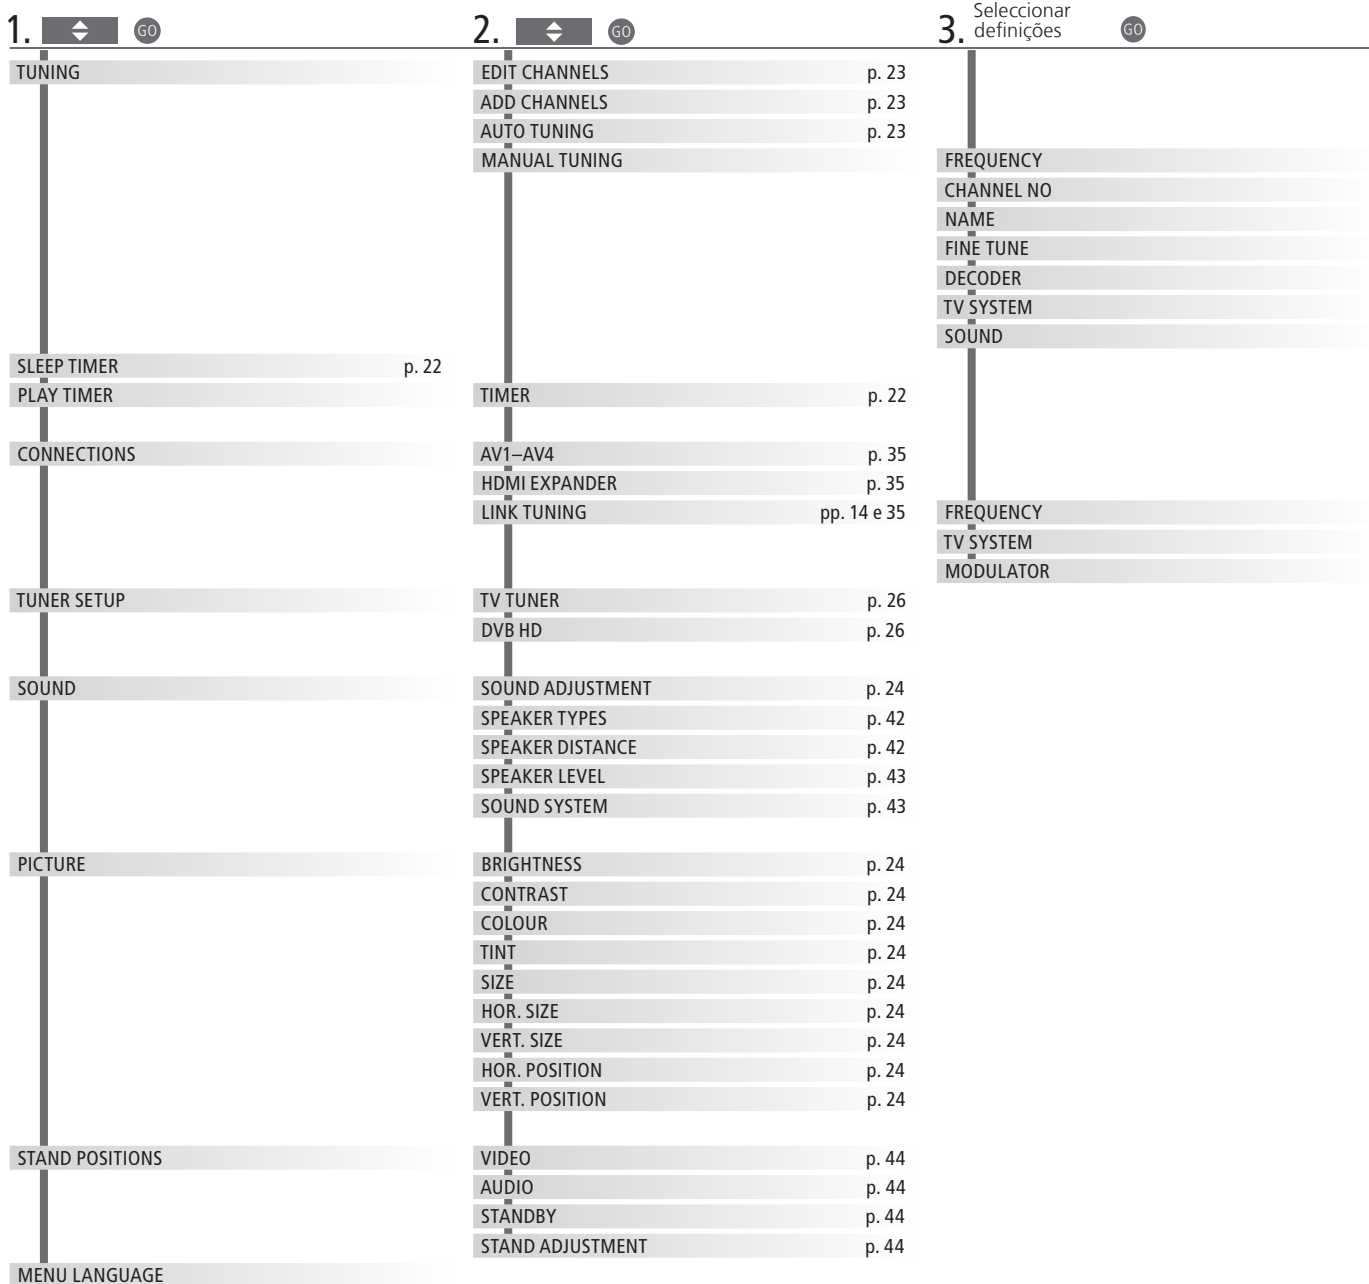 1. GO 2. GO 3. Seleccionar
definições GO
TUNING EDIT CHANNELS p. 23
ADD CHANNELS p. 23
AUTO TUNING p. 23
MANUAL TUNING FREQUENCY
CHANNEL NO
NAME
FINE TUNE
DECODER
TV SYSTEM
SOUND
SLEEP TIMER p. 22
PLAY TIMER TIMER p. 22
CONNECTIONS AV1–AV4 p. 35
HDMI EXPANDER p. 35
LINK TUNING pp. 14 e 35 FREQUENCY
TV SYSTEM
MODULATOR
TUNER SETUP TV TUNER p. 26
DVB HD p. 26
SOUND SOUND ADJUSTMENT p. 24
SPEAKER TYPES p. 42
SPEAKER DISTANCE p. 42
SPEAKER LEVEL p. 43
SOUND SYSTEM p. 43
PICTURE BRIGHTNESS p. 24
CONTRAST p. 24
COLOUR p. 24
TINT p. 24
SIZE p. 24
HOR. SIZE p. 24
VERT. SIZE p. 24
HOR. POSITION p. 24
VERT. POSITION p. 24
STAND POSITIONS VIDEO p. 44
AUDIO p. 44
STANDBY p. 44
STAND ADJUSTMENT p. 44
MENU LANGUAGE